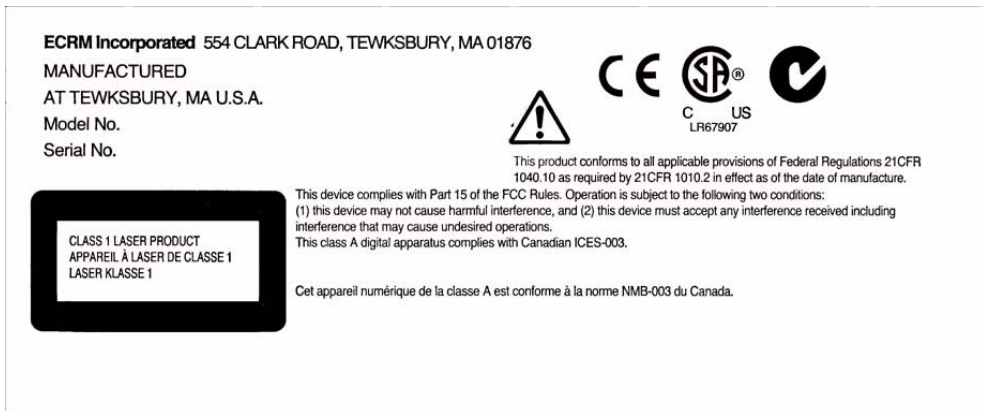 ECRM Incorporated 554 CLARK ROAD, TEWKSBURY, MA 01876
MANUFACTURED
AT TEWKSBURY, MA U.S.A.
Model No.
Serial No.
CE SA ®
C US
LR67907
This product conforms to all applicable provisions of Federal Regulations 21CFR
1040.10 as required by 21CFR 1010.2 in effect as of the date of manufacture.
This device complies with Part 15 of the FCC Rules. Operation is subject to the following two conditions:
(1) this device may not cause harmful interference, and (2) this device must accept any interference received including
interference that may cause undesired operations.
This class A digital apparatus complies with Canadian ICES-003.
CLASS 1 LASER PRODUCT
APPAREIL À LASER DE CLASSE 1
LASER KLASSE 1
Cet appareil numérique de la classe A est conforme à la norme NMB-003 du Canada.